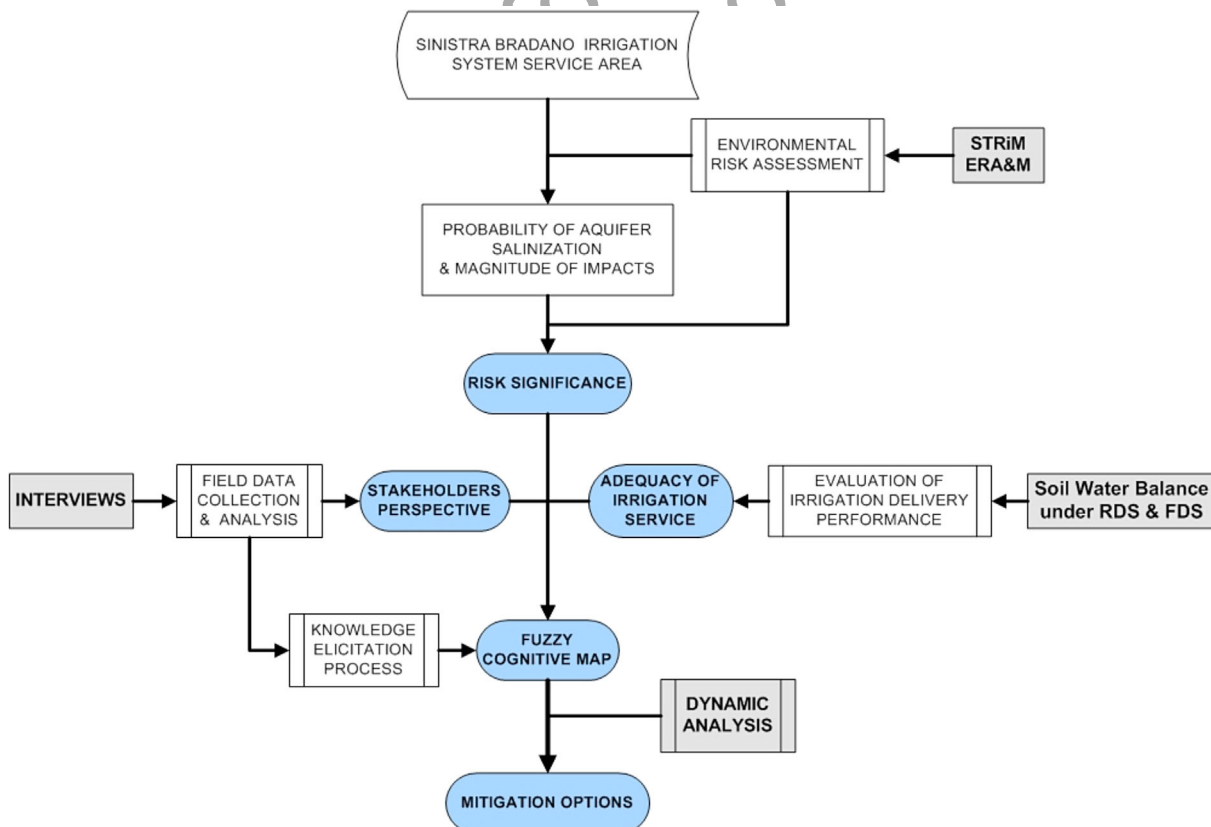 SINISTRA BRADANO IRRIGATION
SYSTEM SERVICE AREA
ENVIRONMENTAL
RISK ASSESSMENT
STRiM
ERA&M
PROBABILITY OF AQUIFER
SALINIZATION
& MAGNITUDE OF IMPACTS
RISK SIGNIFICANCE
INTERVIEWS
FIELD DATA
COLLECTION
& ANALYSIS
STAKEHOLDERS
PERSPECTIVE
ADEQUACY OF
IRRIGATION
SERVICE
EVALUATION OF
IRRIGATION DELIVERY
PERFORMANCE
Soil Water Balance
under RDS & FDS
KNOWLEDGE
ELICITATION
PROCESS
FUZZY
COGNITIVE MAP
DYNAMIC
ANALYSIS
MITIGATION OPTIONS